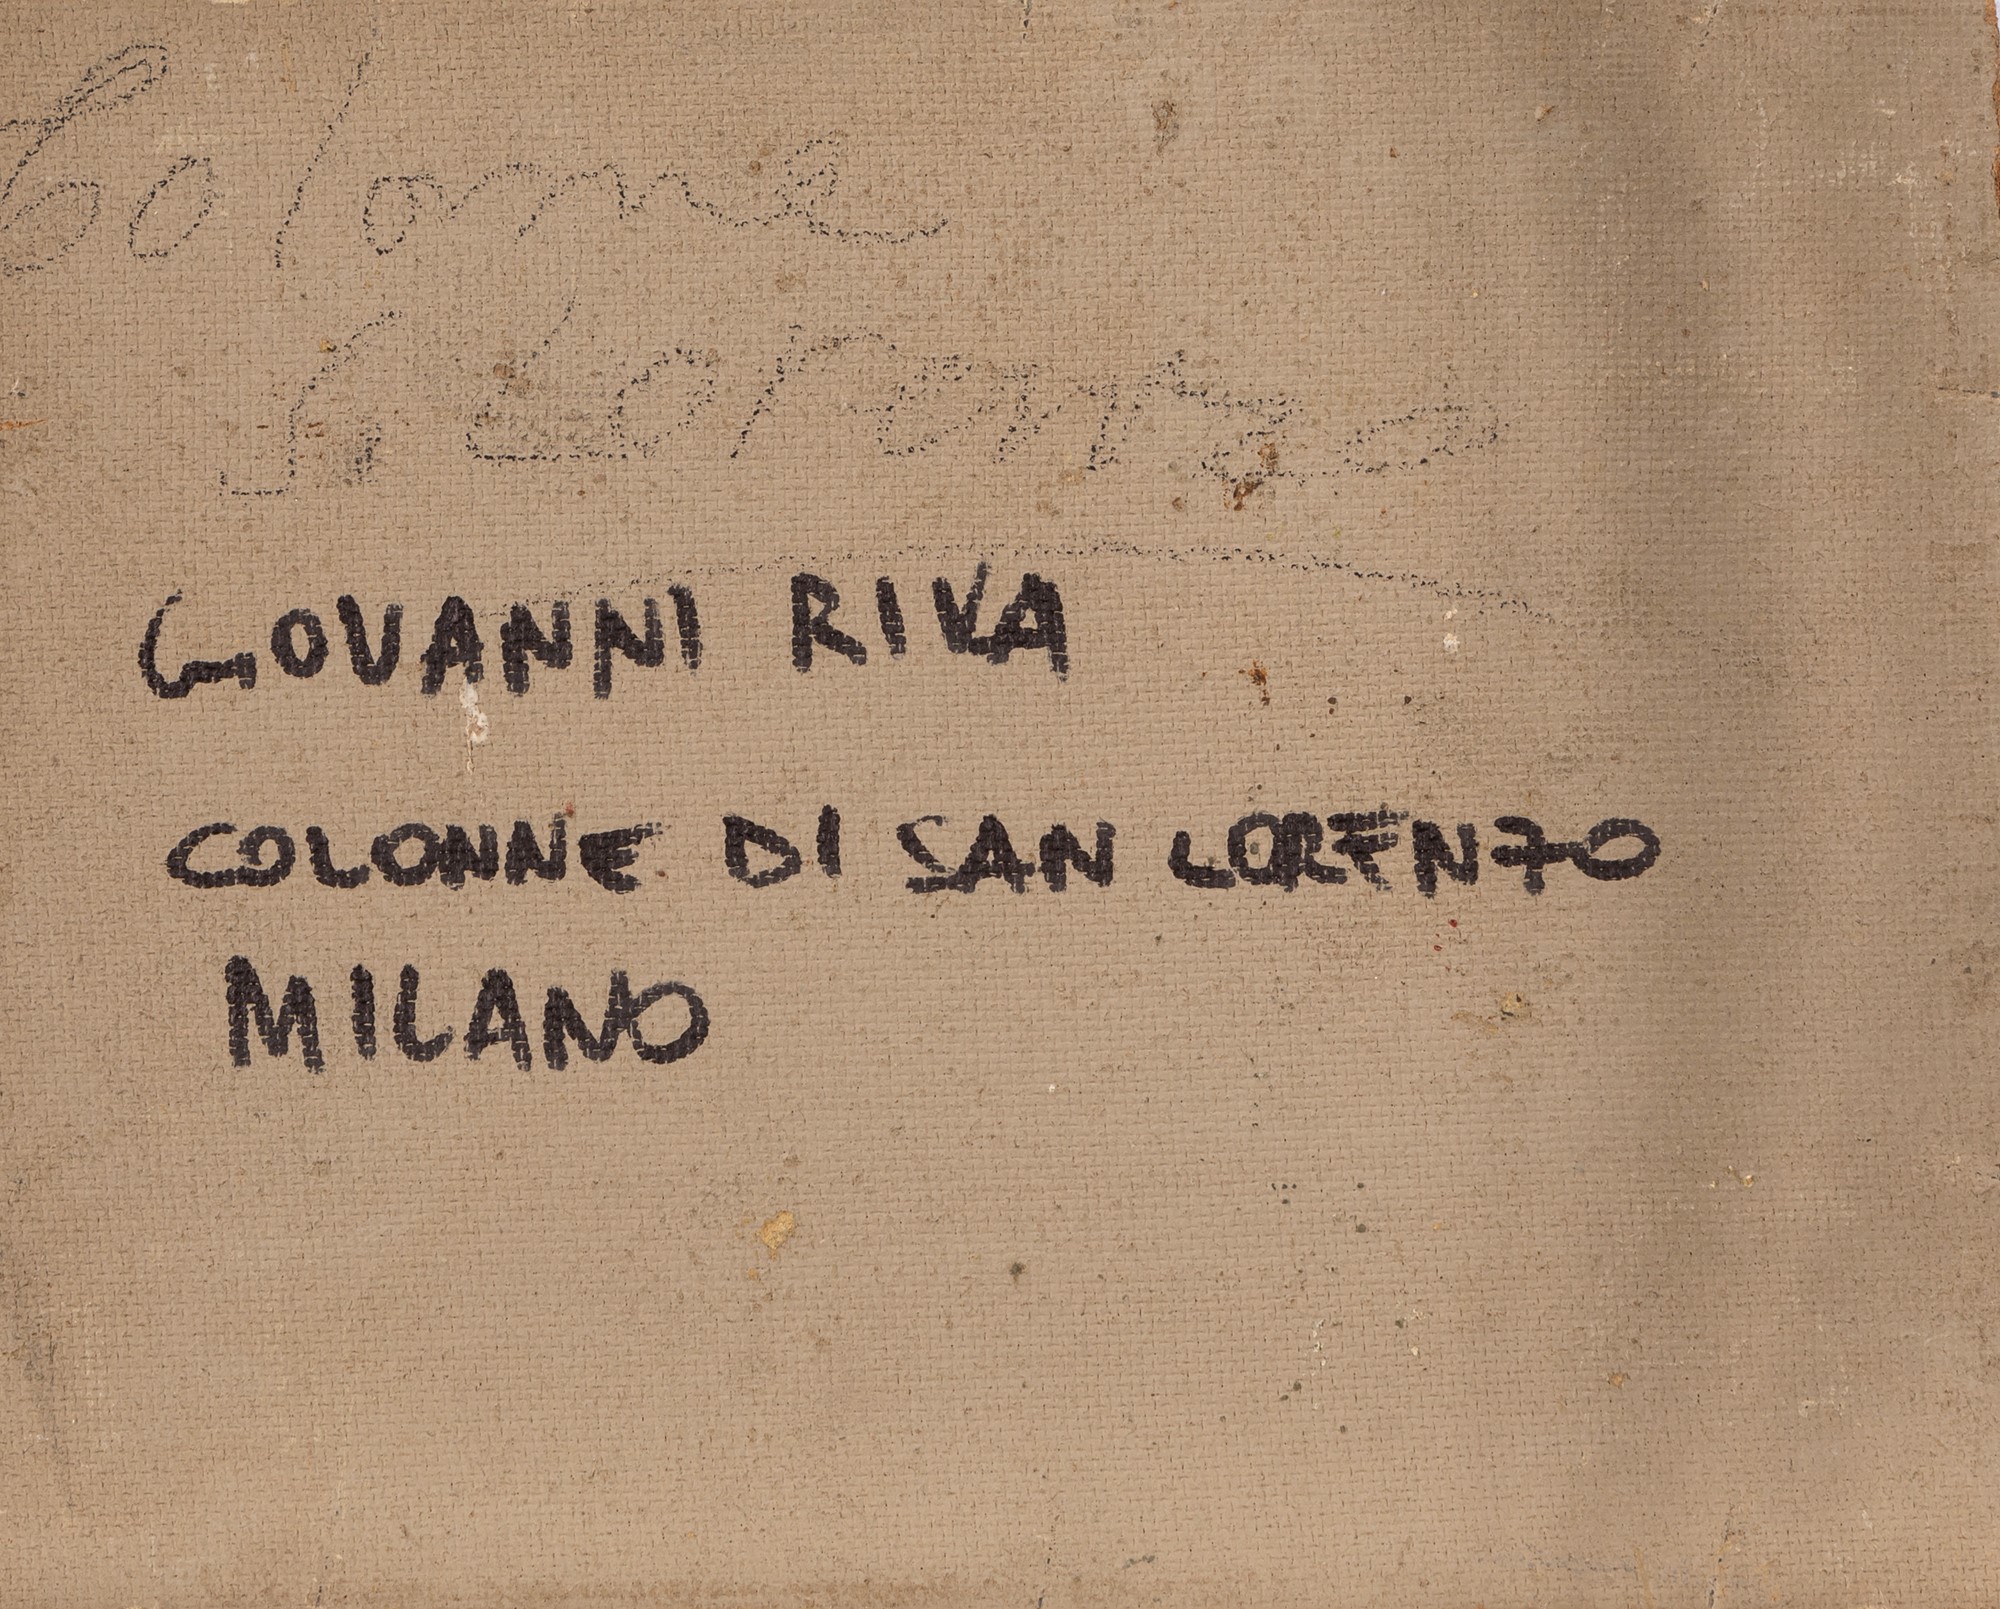 Colonne
S Lorenzo
GOVANNI RIVA
COLONNE DI SAN LORENZO
MILANO